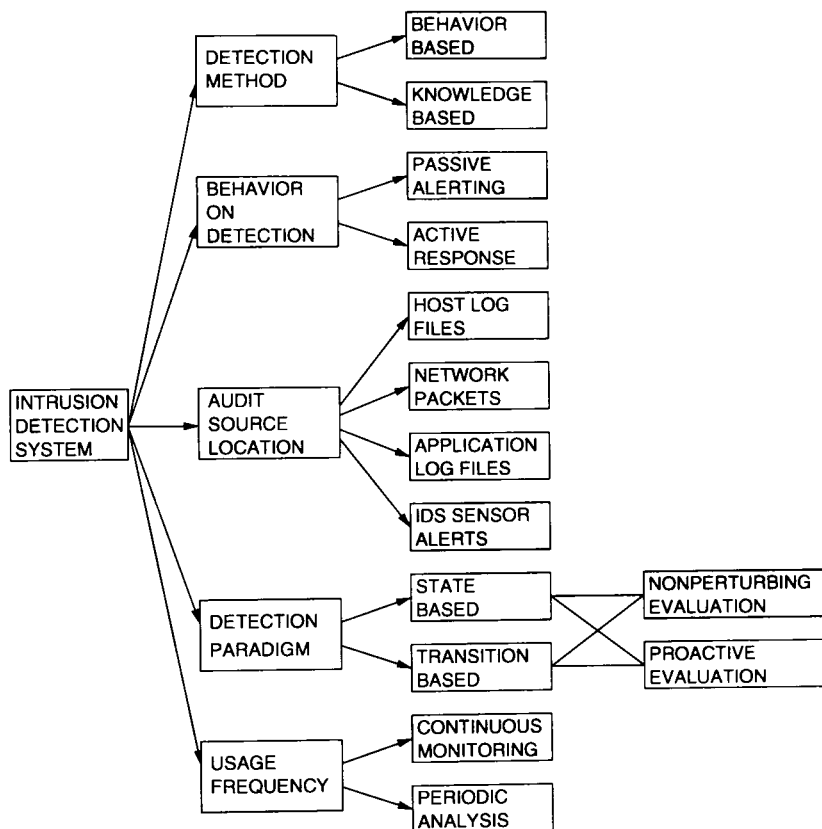 INTRUSION
DETECTION
SYSTEM
DETECTION
METHOD
BEHAVIOR
BASED
KNOWLEDGE
BASED
BEHAVIOR
ON
DETECTION
PASSIVE
ALERTING
ACTIVE
RESPONSE
AUDIT
SOURCE
LOCATION
HOST LOG
FILES
NETWORK
PACKETS
APPLICATION
LOG FILES
IDS SENSOR
ALERTS
DETECTION
PARADIGM
STATE
BASED
TRANSITION
BASED
NONPERTURBING
EVALUATION
PROACTIVE
EVALUATION
USAGE
FREQUENCY
CONTINUOUS
MONITORING
PERIODIC
ANALYSIS